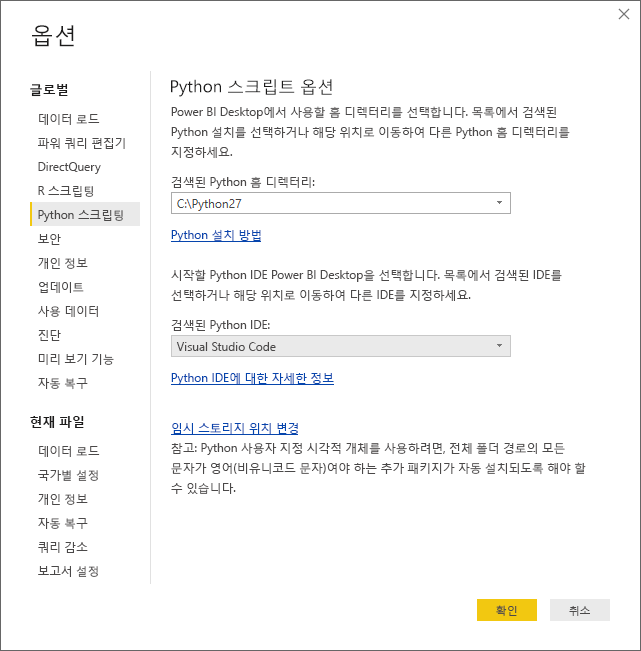 옵션
글로벌
데이터 로드
파워 쿼리 편집기
DirectQuery
R 스크립팅
Python 스크립팅
보안
개인 정보
업데이트
사용 데이터
진단
미리 보기 기능
자동 복구
현재 파일
데이터 로드
국가별 설정
개인 정보
자동 복구
쿼리 감소
보고서 설정
Python 스크립트 옵션
Power BI Desktop에서 사용할 홈 디렉터리를 선택합니다. 목록에서 검색된
Python 설치를 선택하거나 해당 위치로 이동하여 다른 Python 홈 디렉터리를
지정하세요.
검색된 Python 홈 디렉터리:
C:\Python27
Python 설치 방법
시작할 Python IDE Power BI Desktop을 선택합니다. 목록에서 검색된 IDE를
선택하거나 해당 위치로 이동하여 다른 IDE를 지정하세요.
검색된 Python IDE:
Visual Studio Code
Python IDE에 대한 자세한 정보
임시 스토리지 위치 변경
참고: Python 사용자 지정 시각적 개체를 사용하려면, 전체 폴더 경로의 모든
문자가 영어(비유니코드 문자)여야 하는 추가 패키지가 자동 설치되도록 해야 할
수 있습니다.
확인
취소